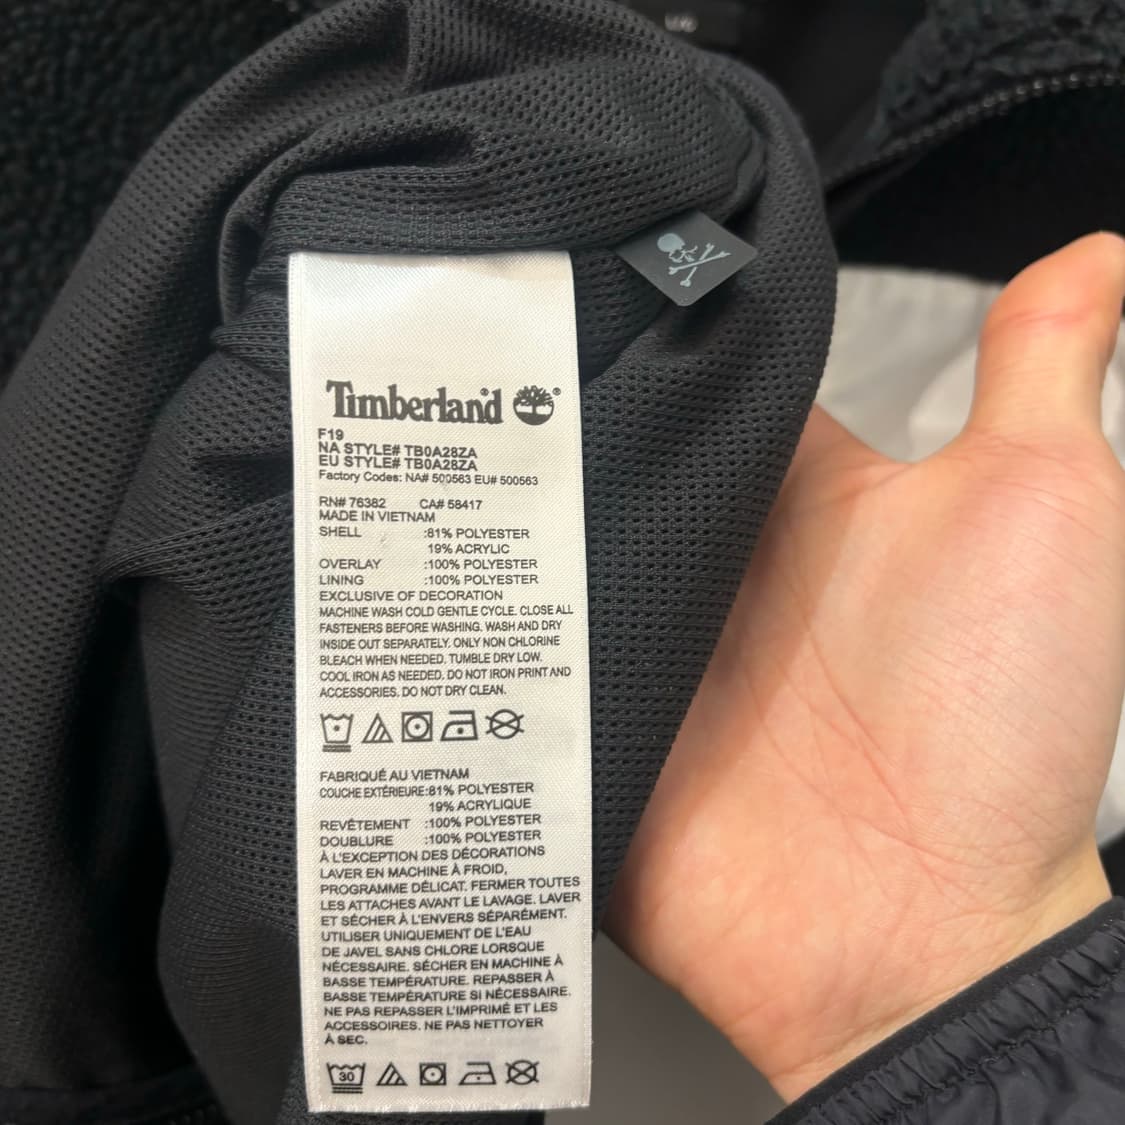 Timberland®
F19
NA STYLE# TB0A28ZA
EU STYLE# TB0A28ZA
Factory Codes: NA# 500563 EU# 500563
RN# 76382 CA# 58417
MADE IN VIETNAM
SHELL :81% POLYESTER
19% ACRYLIC
OVERLAY :100% POLYESTER
LINING :100% POLYESTER
EXCLUSIVE OF DECORATION
MACHINE WASH COLD GENTLE CYCLE. CLOSE ALL
FASTENERS BEFORE WASHING. WASH AND DRY
INSIDE OUT SEPARATELY. ONLY NON CHLORINE
BLEACH WHEN NEEDED. TUMBLE DRY LOW.
COOL IRON AS NEEDED. DO NOT IRON PRINT AND
ACCESSORIES. DO NOT DRY CLEAN.
FABRIQUÉ AU VIETNAM
COUCHE EXTÉRIEURE:81% POLYESTER
19% ACRYLIQUE
REVÊTEMENT :100% POLYESTER
DOUBLURE :100% POLYESTER
À L'EXCEPTION DES DÉCORATIONS
LAVER EN MACHINE À FROID,
PROGRAMME DÉLICAT. FERMER TOUTES
LES ATTACHES AVANT LE LAVAGE. LAVER
ET SÉCHER À L'ENVERS SÉPARÉMENT.
UTILISER UNIQUEMENT DE L'EAU
DE JAVEL SANS CHLORE LORSQUE
NÉCESSAIRE. SÉCHER EN MACHINE À
BASSE TEMPÉRATURE. REPASSER À
BASSE TEMPÉRATURE SI NÉCESSAIRE.
NE PAS REPASSER L'IMPRIMÉ ET LES
ACCESSOIRES. NE PAS NETTOYER
À SEC.
30